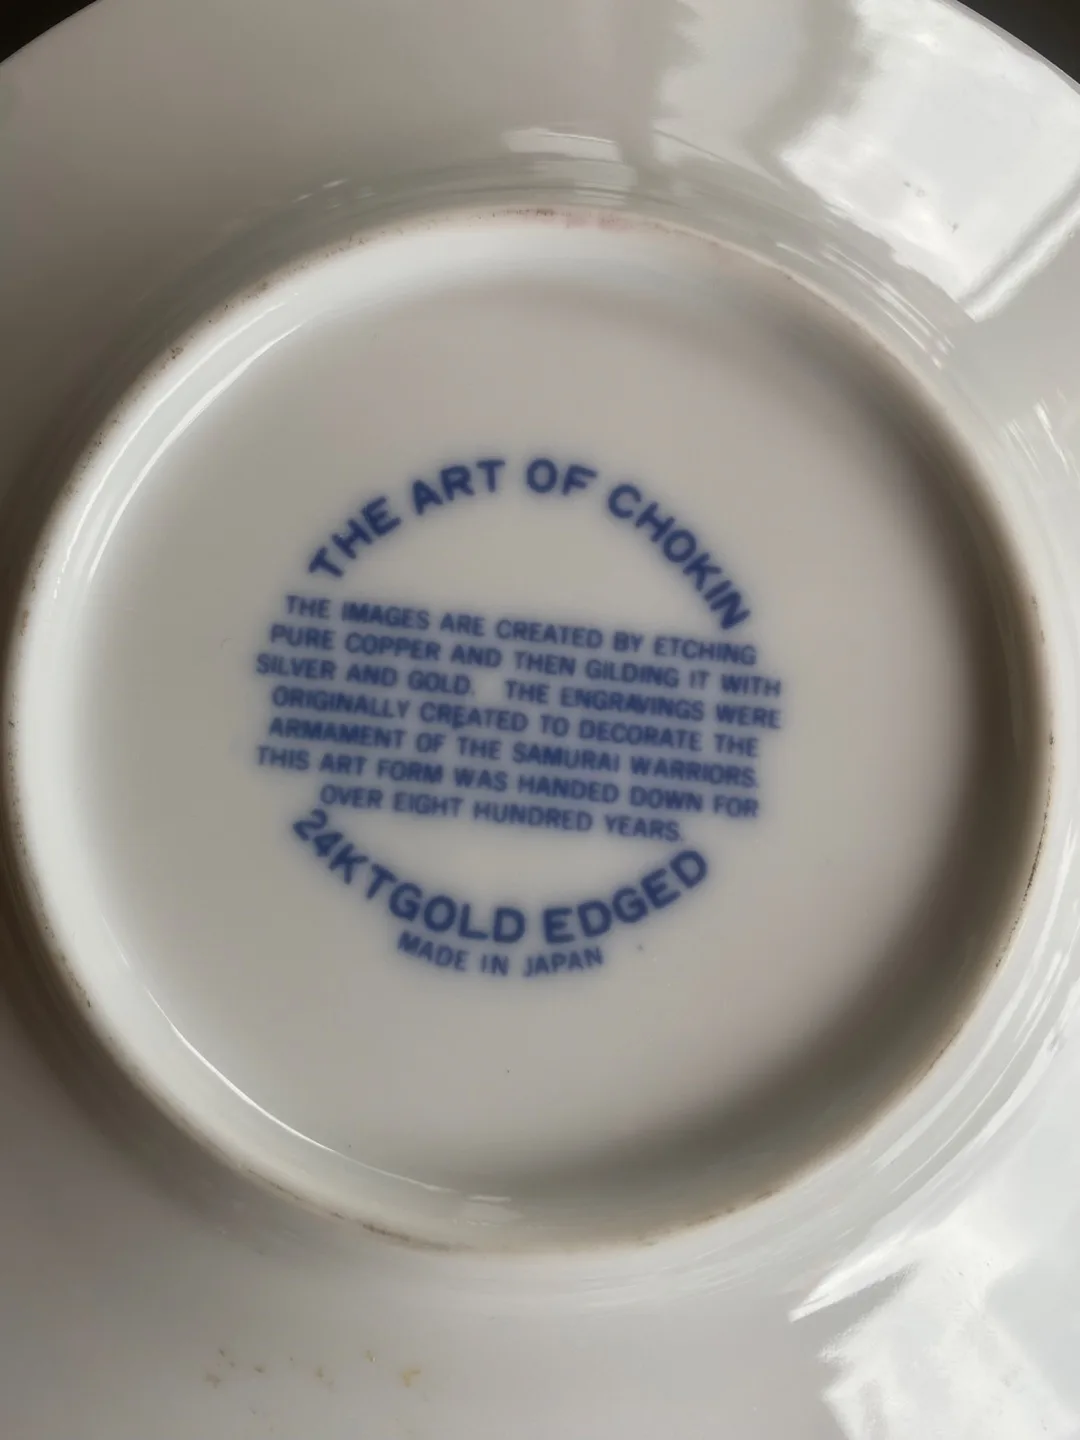 THE ART OF CHOKIN
THE IMAGES ARE CREATED BY ETCHING
PURE COPPER AND THEN GILDING IT WITH
SILVER AND GOLD. THE ENGRAVINGS WERE
ORIGINALLY CREATED TO DECORATE THE
ARMAMENT OF THE SAMURAI WARRIORS.
THIS ART FORM WAS HANDED DOWN FOR
OVER EIGHT HUNDRED YEARS.
24KTGOLD EDGED
MADE IN JAPAN